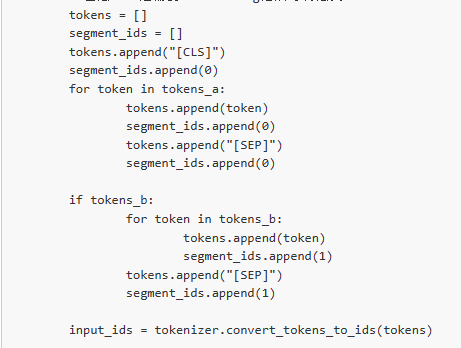 tokens = []
segment_ids = []
tokens.append("[CLS]")
segment_ids.append(0)
for token in tokens_a:
        tokens.append(token)
        segment_ids.append(0)
        tokens.append("[SEP]")
        segment_ids.append(0)

if tokens_b:
        for token in tokens_b:
                tokens.append(token)
                segment_ids.append(1)
        tokens.append("[SEP]")
        segment_ids.append(1)

input_ids = tokenizer.convert_tokens_to_ids(tokens)